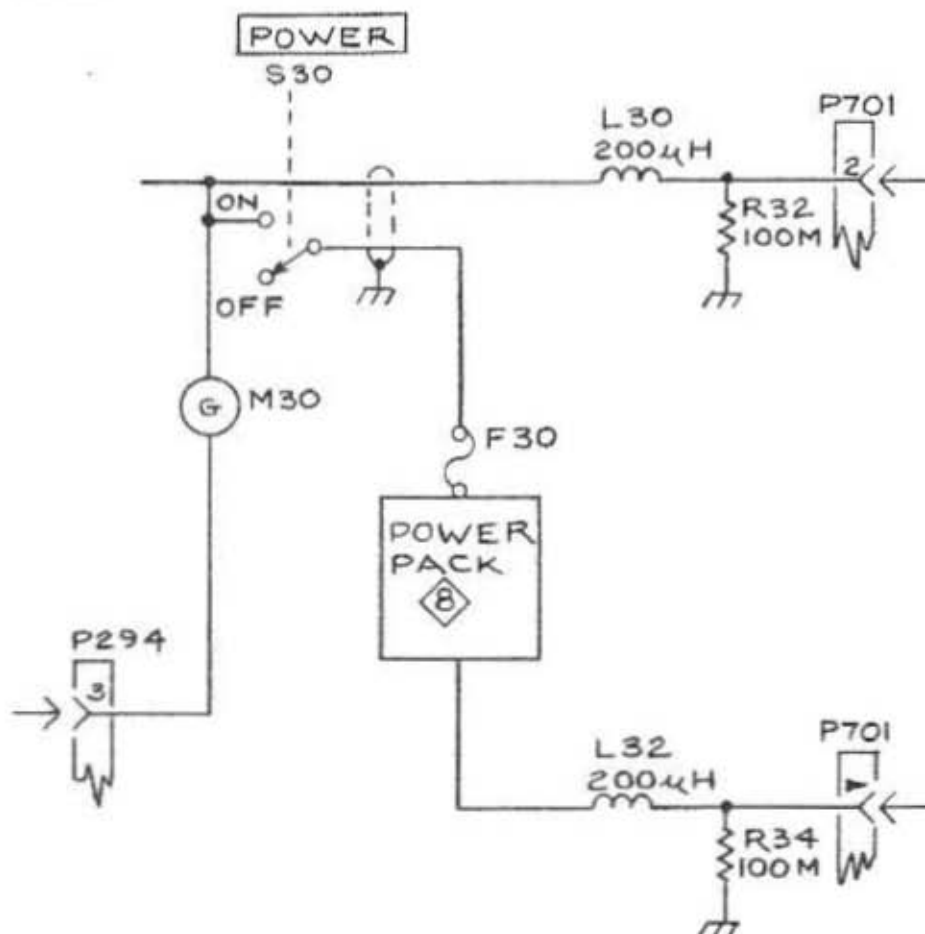 POWER
S30
P701
L30
200µH
2
ON
R32
100M
OFF
M30
G
F30
POWER
PACK
8
P294
3
L32
200µH
P701
R34
100M